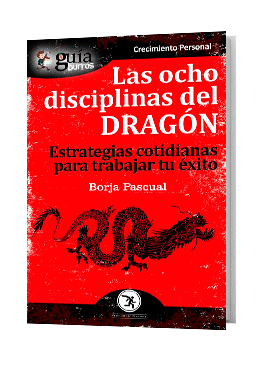 Crecimiento Personal
guía
burros
Las ocho
disciplinas del
DRAGÓN
Estrategias cotidianas
para trabajar tu éxito
Borja Pascual